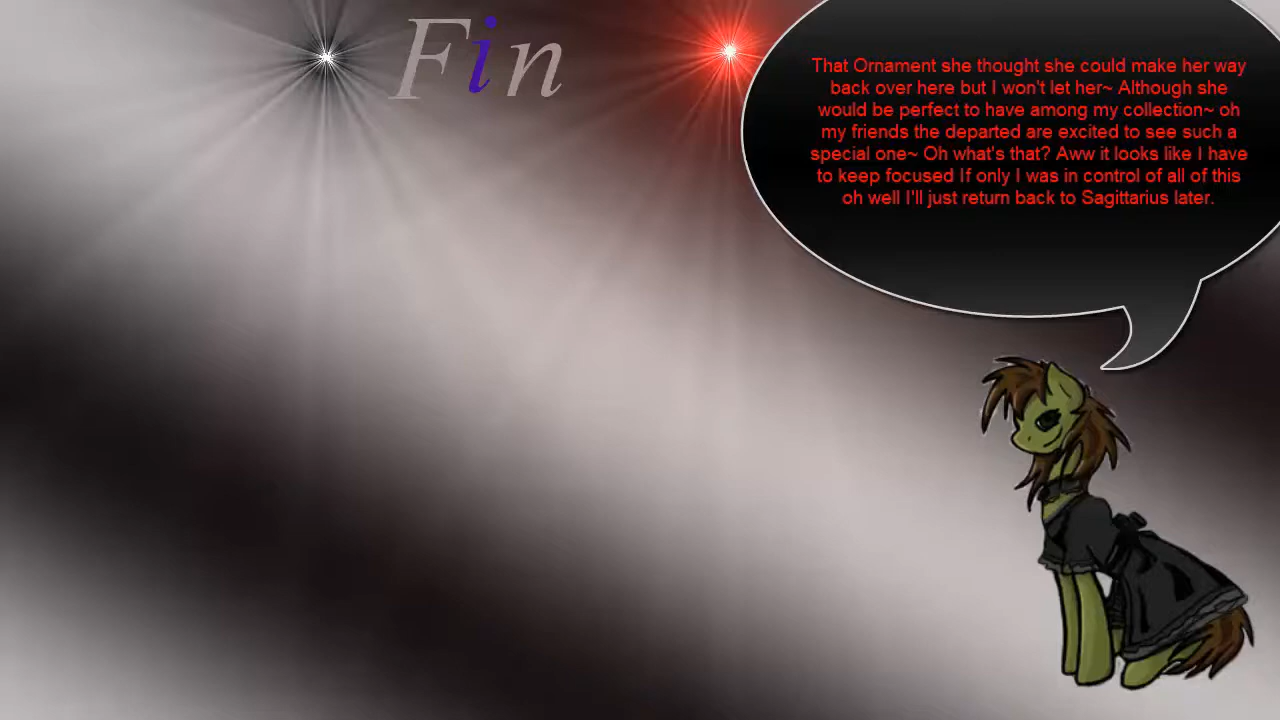 Fin
That Ornament she thought she could make her way
back over here but I won't let her~ Although she
would be perfect to have among my collection~ oh
my friends the departed are excited to see such a
special one~ Oh what's that? Aww it looks like I have
to keep focused If only I was in control of all of this
oh well I'll just return back to Sagittarius later.